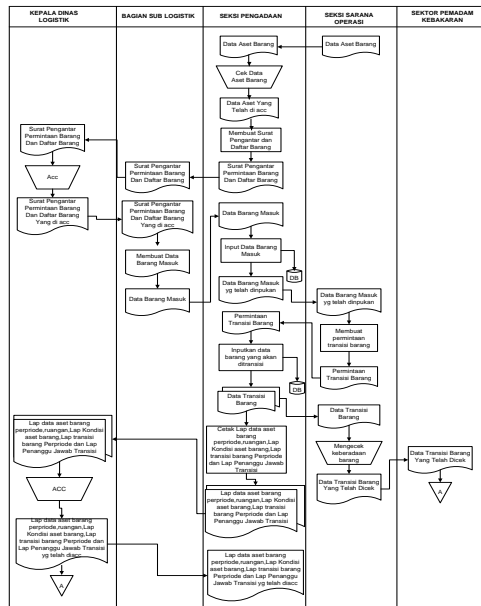 KEPALA DINAS
LOGISTIK
BAGIAN SUB LOGISTIK
SEKSI PENGADAAN
SEKSI SARANA
OPERASI
SEKTOR PEMADAM
KEBAKARAN
Data Aset Barang
Data Aset Barang
Cek Data
Aset Barang
Data Aset Yang
Telah di acc
Membuat Surat
Pengantar dan
Daftar Barang
Surat Pengantar
Permintaan Barang
Dan Daftar Barang
Surat Pengantar
Permintaan Barang
Dan Daftar Barang
Surat Pengantar
Permintaan Barang
Dan Daftar Barang
Acc
Surat Pengantar
Permintaan Barang
Dan Daftar Barang
Yang di acc
Surat Pengantar
Permintaan Barang
Dan Daftar Barang
Yang di acc
Membuat Data
Barang Masuk
Data Barang Masuk
Data Barang Masuk
Input Data Barang
Masuk
DB
Data Barang Masuk
yg telah dinpukan
Data Barang Masuk
yg telah dinpukan
Membuat
permintaan
transisi barang
Permintaan
Transisi Barang
Permintaan
Transisi Barang
Inputkan data
barang yang akan
ditransisi
DB
Data Transisi
Barang
Data Transisi
Barang
Mengecek
keberadaan
barang
Data Transisi Barang
Yang Telah Dicek
Data Transisi Barang
Yang Telah Dicek
A
Cetak Lap data aset
barang
perpriode,ruangan,Lap
Kondisi aset barang,Lap
transisi barang Perpriode
dan Lap Penanggu Jawab
Transisi
Lap data aset barang
perpriode,ruangan,Lap Kondisi
aset barang,Lap transisi
barang Perpriode dan Lap
Penanggu Jawab Transisi
Lap data aset barang
perpriode,ruangan,Lap Kondisi
aset barang,Lap transisi
barang Perpriode dan Lap
Penanggu Jawab Transisi
ACC
Lap data aset barang
perpriode,ruangan,Lap Kondisi
aset barang,Lap
transisi barang Perpriode dan
Lap Penanguu Jawab Transisi
yg telah diacc
A
Lap data aset barang
perpriode,ruangan,Lap Kondisi
aset barang,Lap transisi barang
Perpriode dan Lap Penanggu
Jawab Transisi yg telah diacc